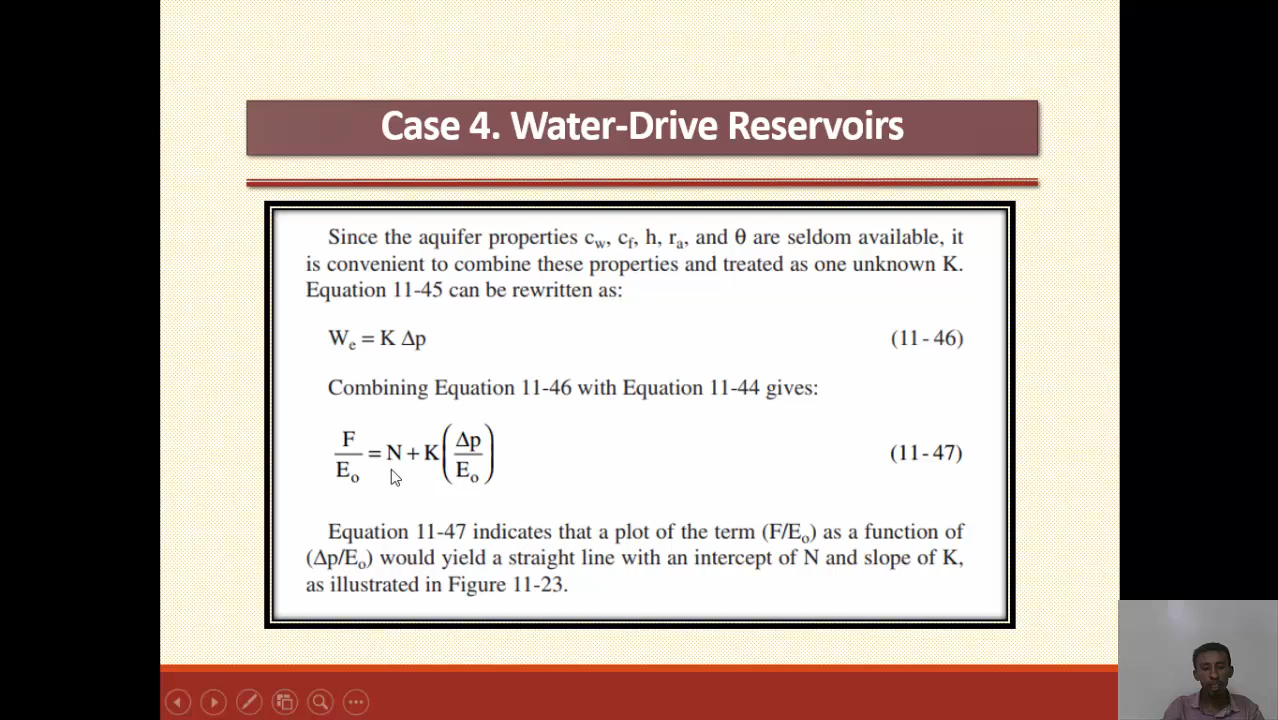 Case 4. Water-Drive Reservoirs
Since the aquifer properties c_w, c_f, h, r_a, and θ are seldom available, it
is convenient to combine these properties and treated as one unknown K.
Equation 11-45 can be rewritten as:
W_e = K Δp (11 - 46)
Combining Equation 11-46 with Equation 11-44 gives:
F/E_o = N + K (Δp/E_o) (11 - 47)
Equation 11-47 indicates that a plot of the term (F/E_o) as a function of
(Δp/E_o) would yield a straight line with an intercept of N and slope of K,
as illustrated in Figure 11-23.